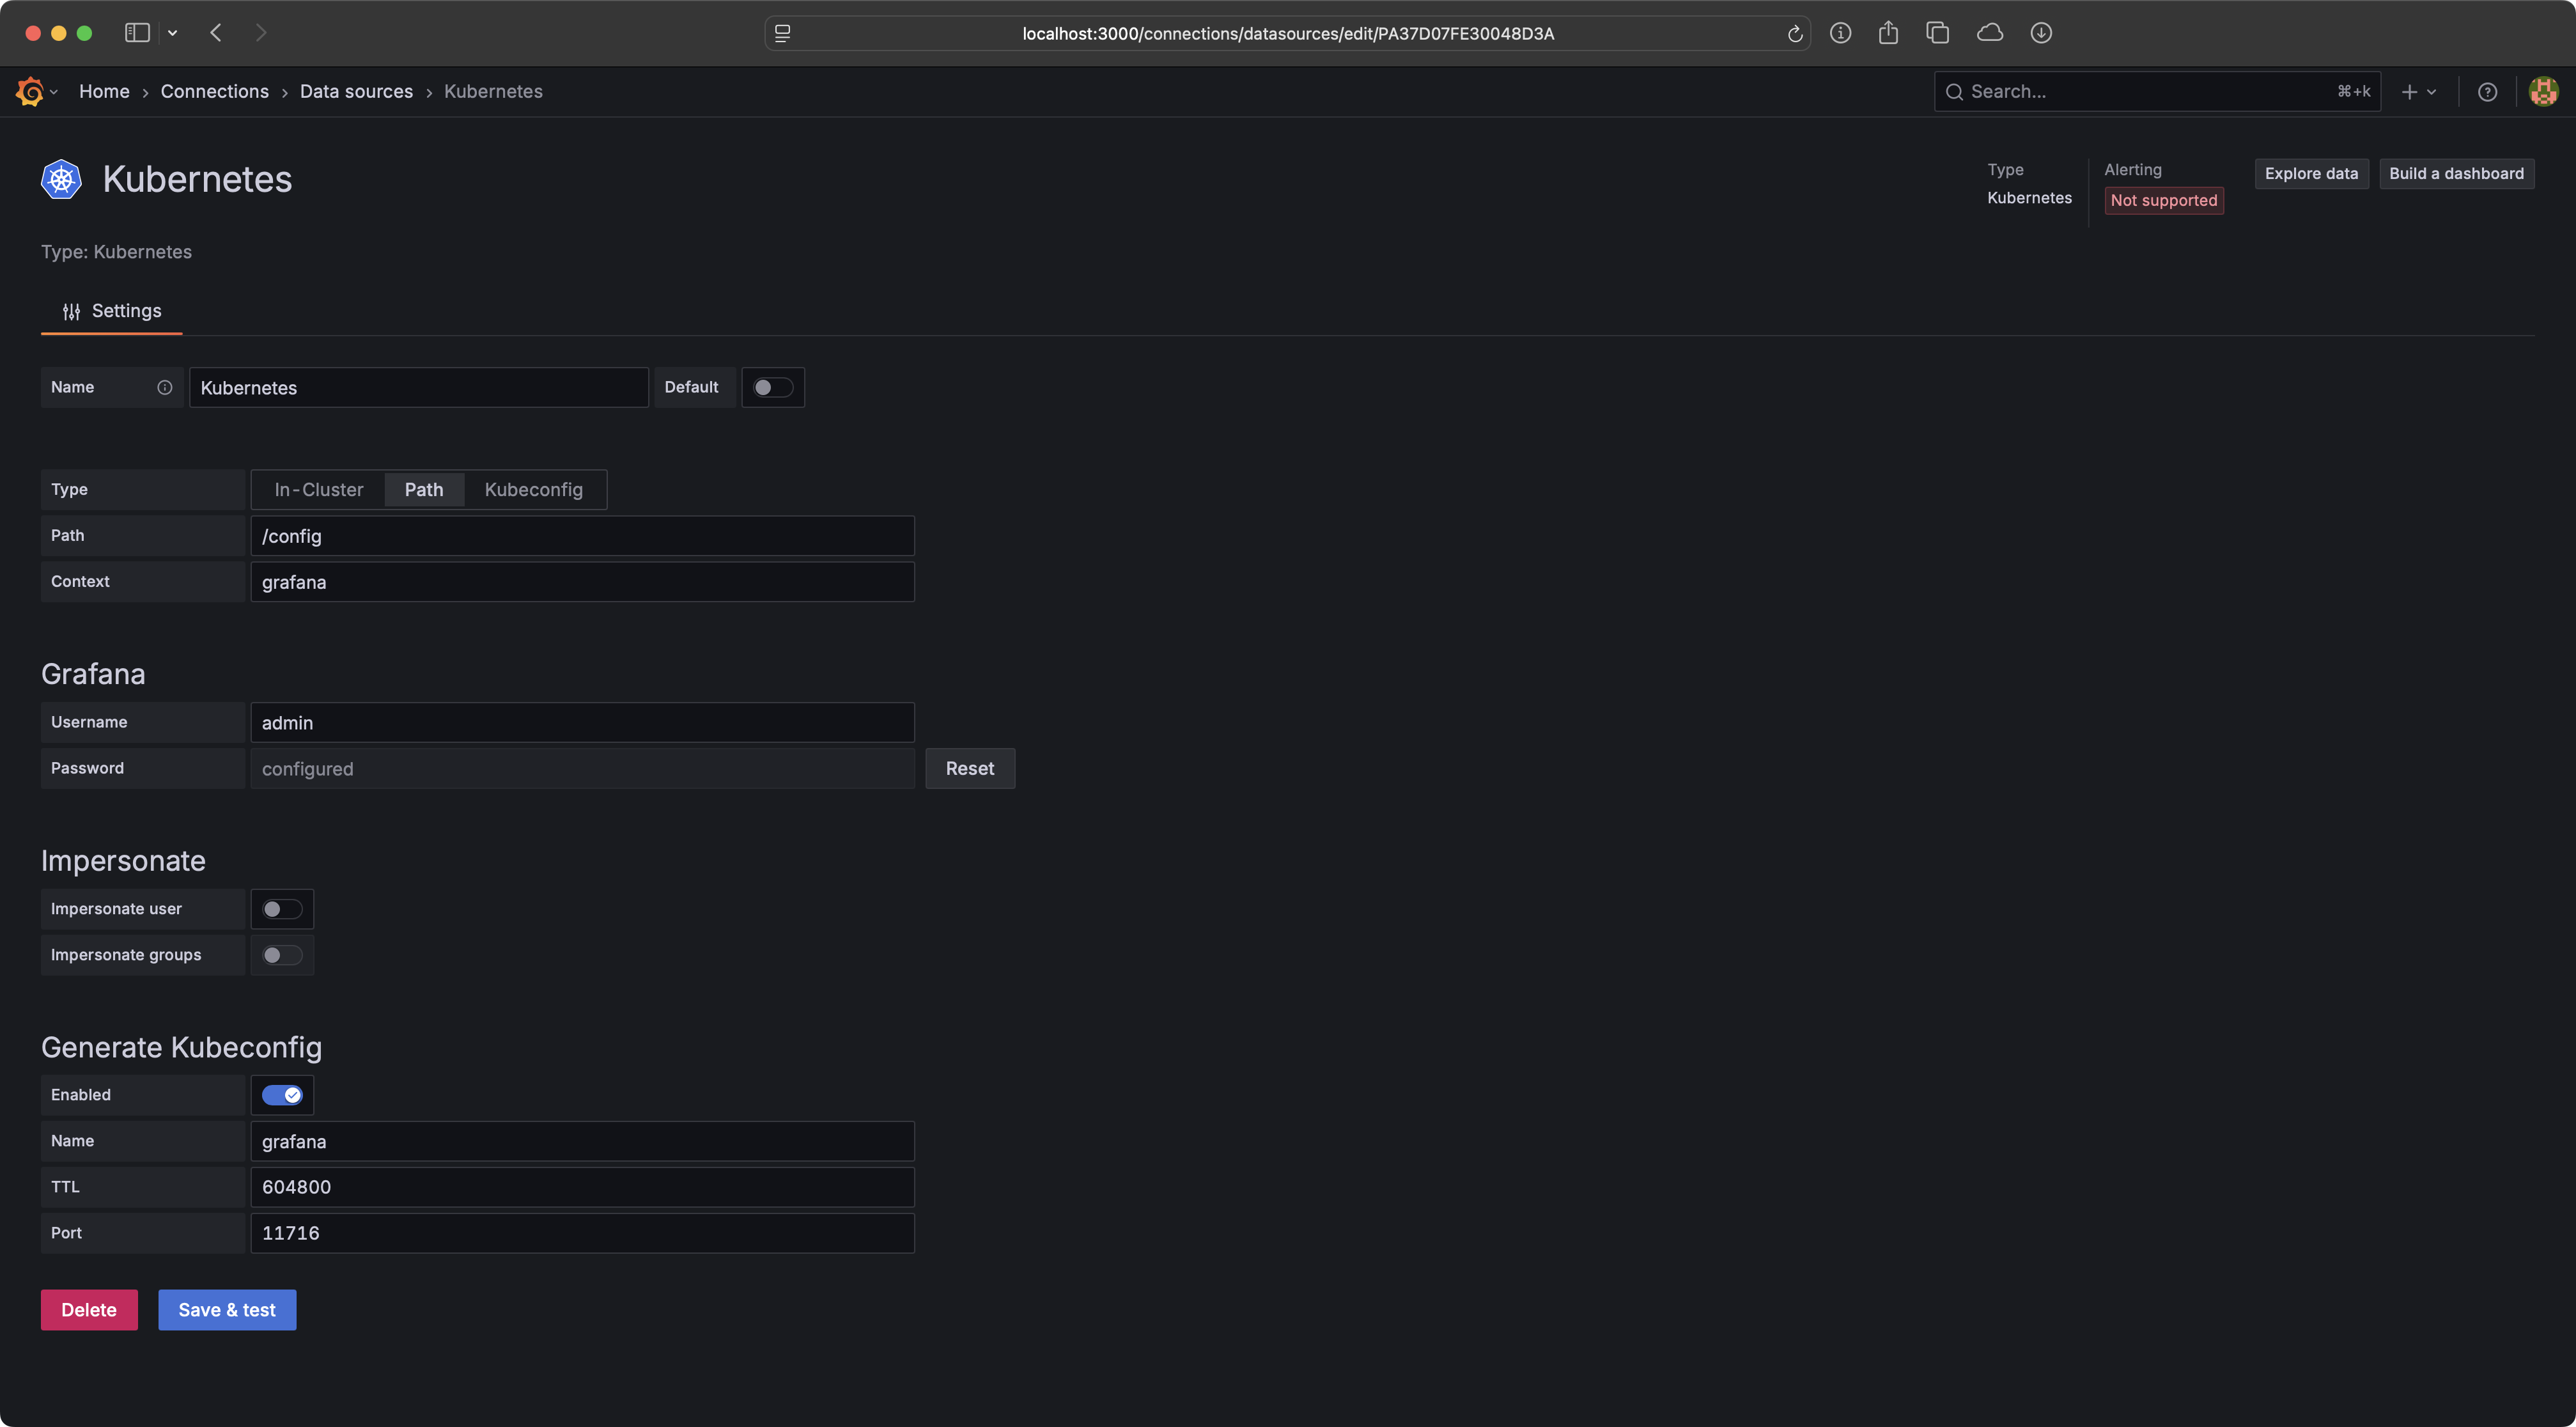 localhost:3000/connections/datasources/edit/PA37D07FE30048D3A
Home › Connections › Data sources › Kubernetes
Search... ⌘+k
Kubernetes
Type
Kubernetes
Alerting
Not supported
Explore data
Build a dashboard
Type: Kubernetes
Settings
Name Kubernetes Default
Type In-Cluster Path Kubeconfig
Path /config
Context grafana
Grafana
Username admin
Password configured Reset
Impersonate
Impersonate user
Impersonate groups
Generate Kubeconfig
Enabled
Name grafana
TTL 604800
Port 11716
Delete Save & test